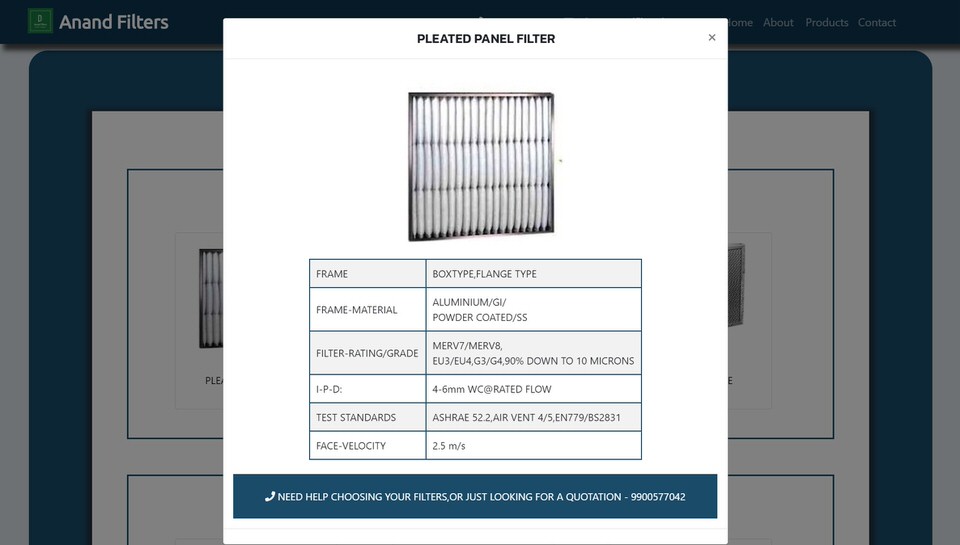 Anand Filters
Home About Products Contact
PLEATED PANEL FILTER
×
FRAME BOXTYPE,FLANGE TYPE
FRAME-MATERIAL ALUMINIUM/GI/
POWDER COATED/SS
FILTER-RATING/GRADE MERV7/MERV8,
EU3/EU4,G3/G4,90% DOWN TO 10 MICRONS
I-P-D: 4-6mm WC@RATED FLOW
TEST STANDARDS ASHRAE 52.2,AIR VENT 4/5,EN779/BS2831
FACE-VELOCITY 2.5 m/s
NEED HELP CHOOSING YOUR FILTERS,OR JUST LOOKING FOR A QUOTATION - 9900577042